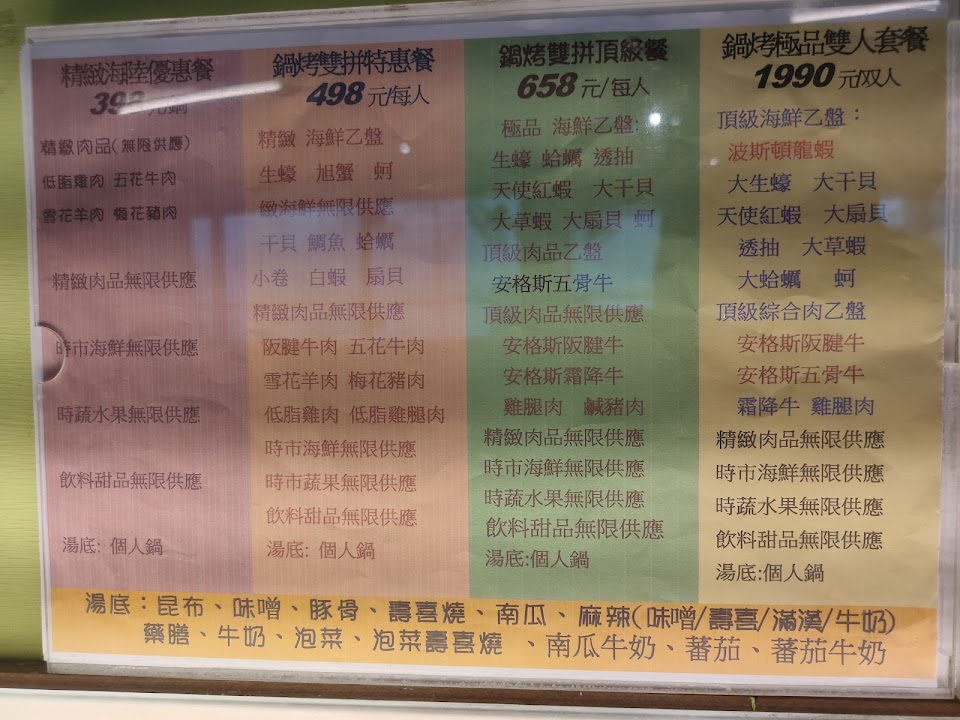 精緻海陸優惠餐
398元/鍋
精緻肉品(無限供應)
低脂雞肉 五花牛肉
雪花羊肉 梅花豬肉
精緻肉品無限供應
時市海鮮無限供應
時蔬水果無限供應
飲料甜品無限供應
湯底: 個人鍋
鍋烤雙拼特惠餐
498 元/每人
精緻 海鮮乙盤
生蠔 旭蟹 蚵
緻海鮮無限供應
干貝 鯛魚 蛤蠣
小卷 白蝦 扇貝
精緻肉品無限供應
阪腱牛肉 五花牛肉
雪花羊肉 梅花豬肉
低脂雞肉 低脂雞腿肉
時市海鮮無限供應
時市蔬果無限供應
飲料甜品無限供應
湯底: 個人鍋
鍋烤雙拼頂級餐
658 元/每人
極品 海鮮乙盤:
生蠔 蛤蠣 透抽
天使紅蝦 大干貝
大草蝦 大扇貝 蚵
頂級肉品乙盤
安格斯五骨牛
頂級肉品無限供應
安格斯阪腱牛
安格斯霜降牛
雞腿肉 鹹豬肉
精緻肉品無限供應
時市海鮮無限供應
時蔬水果無限供應
飲料甜品無限供應
湯底:個人鍋
鍋烤極品雙人套餐
1990 元/双人
頂級海鮮乙盤：
波斯頓龍蝦
大生蠔 大干貝
天使紅蝦 大扇貝
透抽 大草蝦
大蛤蠣 蚵
頂級綜合肉乙盤
安格斯阪腱牛
安格斯五骨牛
霜降牛 雞腿肉
精緻肉品無限供應
時市海鮮無限供應
時蔬水果無限供應
飲料甜品無限供應
湯底:個人鍋
湯底：昆布、味噌、豚骨、壽喜燒、南瓜、麻辣(味噌/壽喜/滿漢/牛奶)
藥膳、牛奶、泡菜、泡菜壽喜燒 、南瓜牛奶、蕃茄、蕃茄牛奶